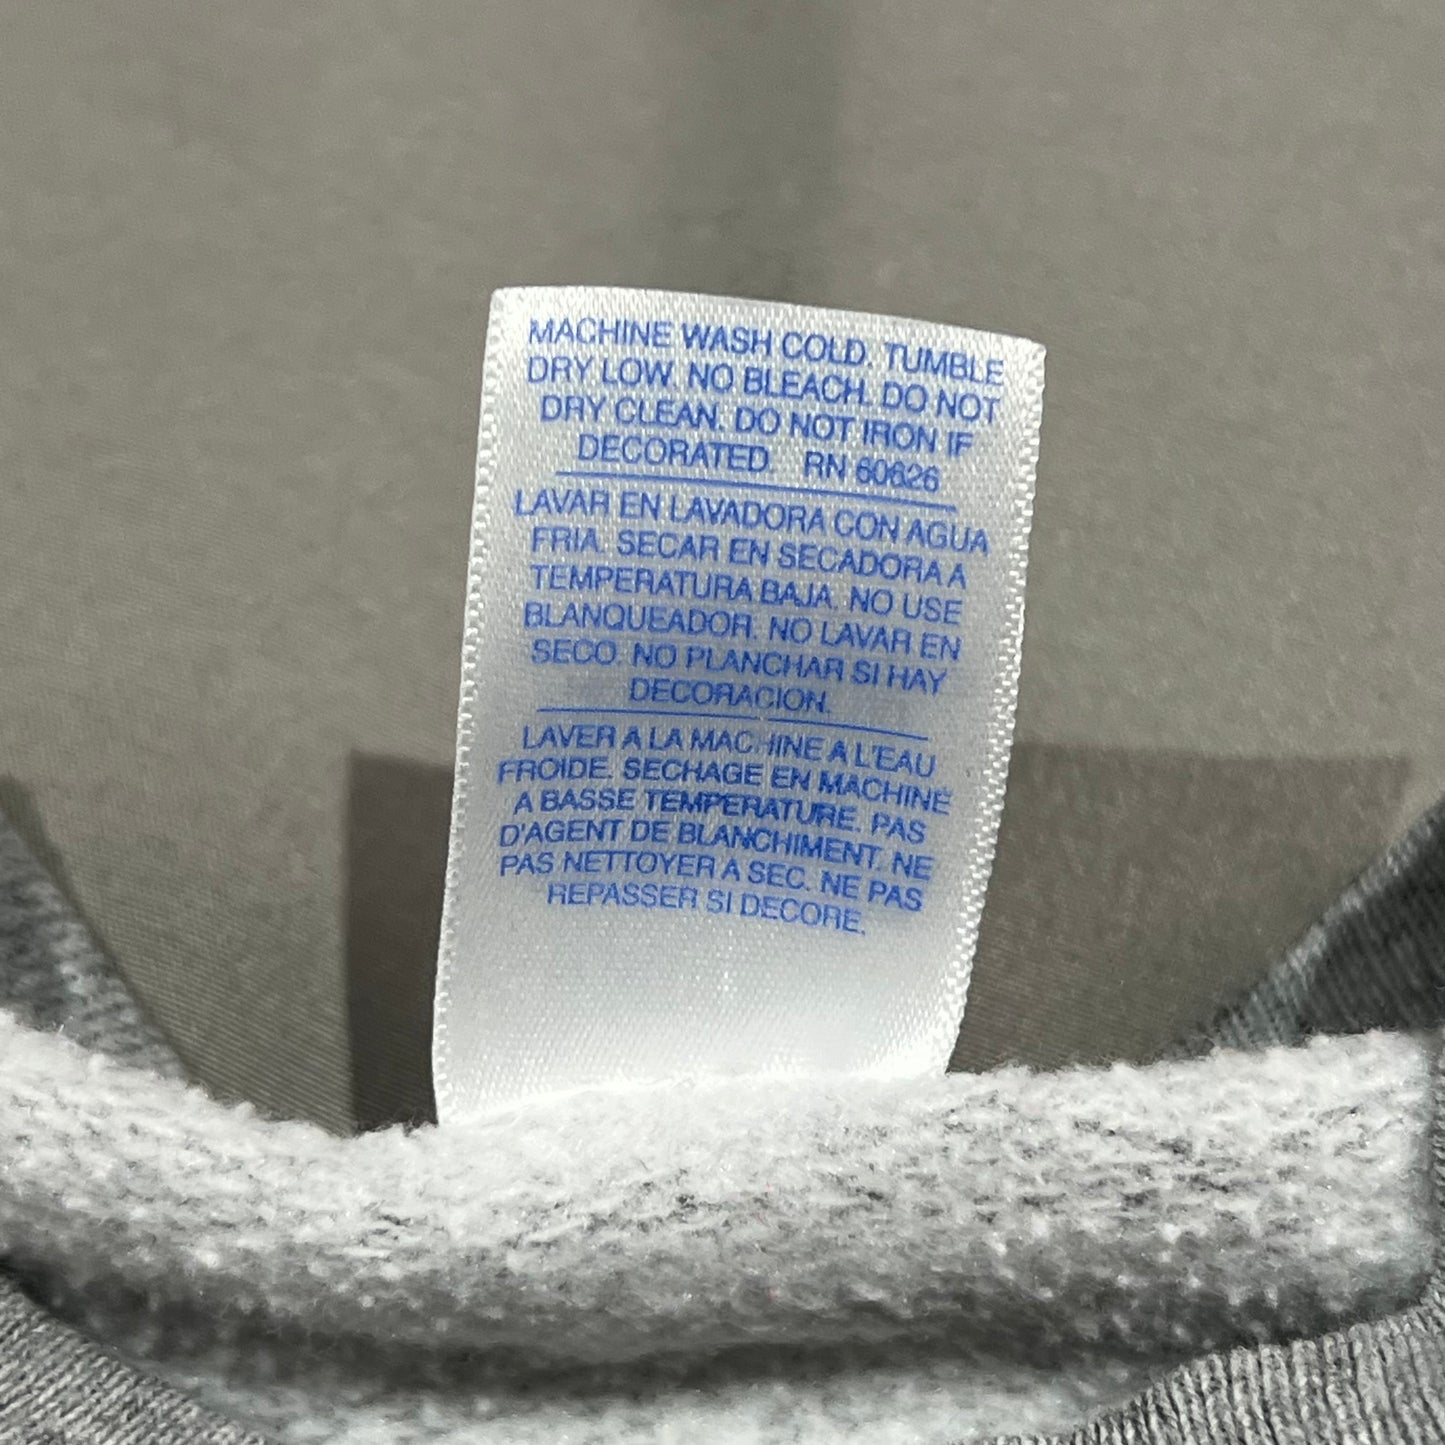 MACHINE WASH COLD. TUMBLE
DRY LOW. NO BLEACH. DO NOT
DRY CLEAN. DO NOT IRON IF
DECORATED. RN 60626
LAVAR EN LAVADORA CON AGUA
FRIA. SECAR EN SECADORA A
TEMPERATURA BAJA. NO USE
BLANQUEADOR. NO LAVAR EN
SECO. NO PLANCHAR SI HAY
DECORACION.
LAVER A LA MACHINE A L'EAU
FROIDE. SECHAGE EN MACHINE
A BASSE TEMPERATURE. PAS
D'AGENT DE BLANCHIMENT. NE
PAS NETTOYER A SEC. NE PAS
REPASSER SI DECORE.